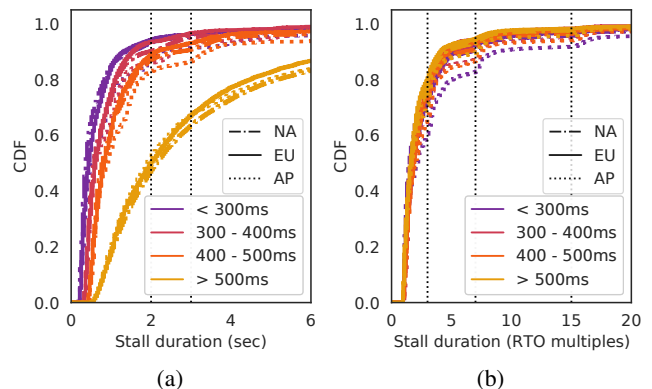 1.0
0.8
0.6
0.4
0.2
0.0
CDF
NA
EU
AP
< 300ms
300 - 400ms
400 - 500ms
> 500ms
0 2 4 6
Stall duration (sec)
(a)
1.0
0.8
0.6
0.4
0.2
0.0
CDF
NA
EU
AP
< 300ms
300 - 400ms
400 - 500ms
> 500ms
0 5 10 15 20
Stall duration (RTO multiples)
(b)